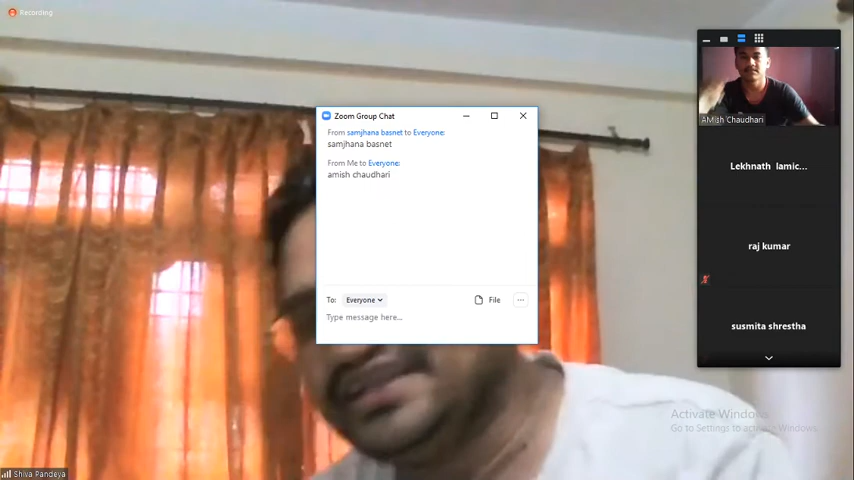 Recording
Zoom Group Chat
From samjhana basnet to Everyone:
samjhana basnet
From Me to Everyone:
amish chaudhari
To: Everyone
File
Type message here...
AMish Chaudhari
Lekhnath lamic...
raj kumar
susmita shrestha
Activate Windows
Go to Settings to activate Windows.
Shiva Pandeya